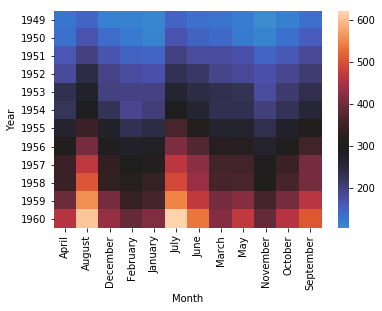 1949
1950
1951
1952
1953
1954
1955
1956
1957
1958
1959
1960
Year
April
August
December
February
January
July
June
March
May
November
October
September
Month
600
500
400
300
200